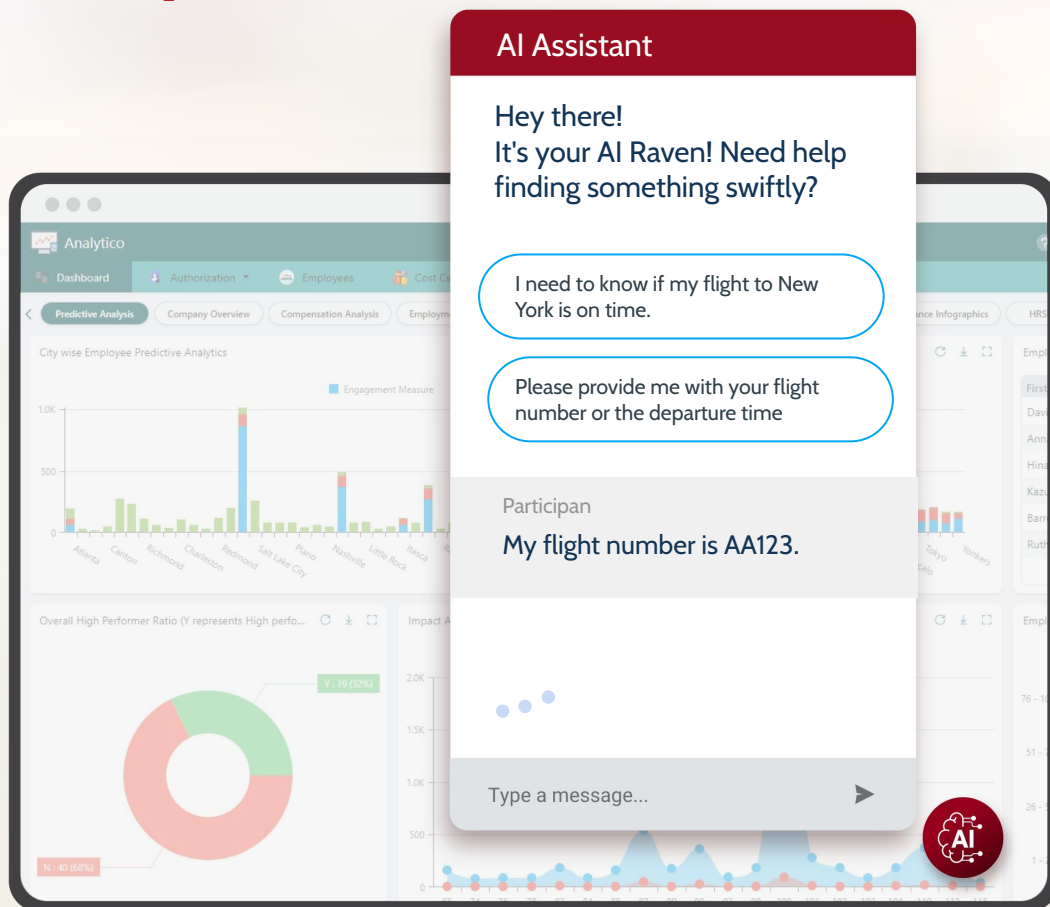 AI Assistant
Hey there!
It's your AI Raven! Need help
finding something swiftly?
I need to know if my flight to New
York is on time.
Please provide me with your flight
number or the departure time
Participan
My flight number is AA123.
Type a message...
AI
Analytico
Dashboard
Authorization
Employees
Predictive Analysis
Company Overview
Compensation Analysis
Infographics
City wise Employee Predictive Analytics
Engagement Measure
1.0K
500
0
Atlanta
Canton
Richmond
Charleston
Redmond
Salt Lake City
Plano
Nashville
Little Rock
Itasca
Tokyo
Yonkers
Overall High Performer Ratio (Y represents High perfo...
Y : 19 (32%)
N : 40 (68%)
2.0K
1.5K
1.0K
500
0